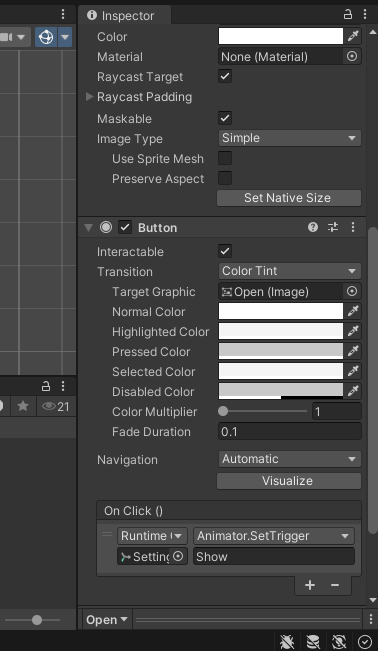 Inspector
Color
Material None (Material)
Raycast Target
Raycast Padding
Maskable
Image Type Simple
Use Sprite Mesh
Preserve Aspect
Set Native Size
Button
Interactable
Transition Color Tint
Target Graphic Open (Image)
Normal Color
Highlighted Color
Pressed Color
Selected Color
Disabled Color
21
Color Multiplier 1
Fade Duration 0.1
Navigation Automatic
Visualize
On Click ()
Runtime Animator.SetTrigger
Setting Show
Open